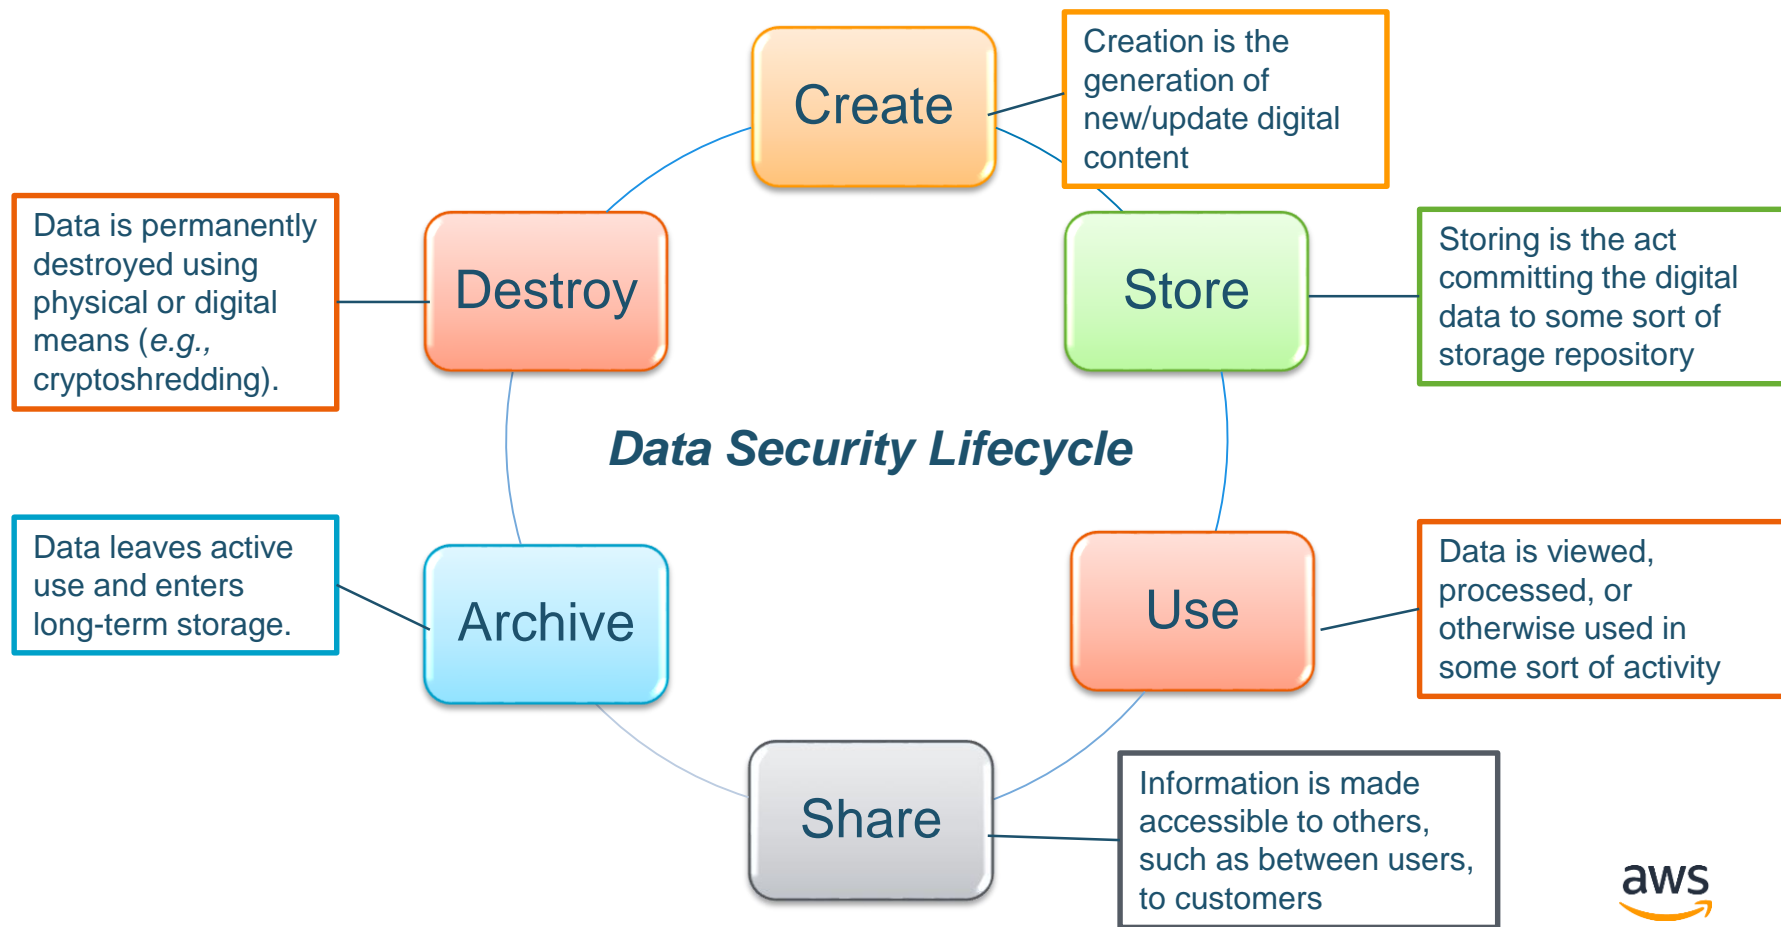 Create
Creation is the
generation of
new/update digital
content
Store
Storing is the act
committing the digital
data to some sort of
storage repository
Use
Data is viewed,
processed, or
otherwise used in
some sort of activity
Share
Information is made
accessible to others,
such as between users,
to customers
Archive
Data leaves active
use and enters
long-term storage.
Destroy
Data is permanently
destroyed using
physical or digital
means (e.g.,
cryptoshredding).
Data Security Lifecycle
aws